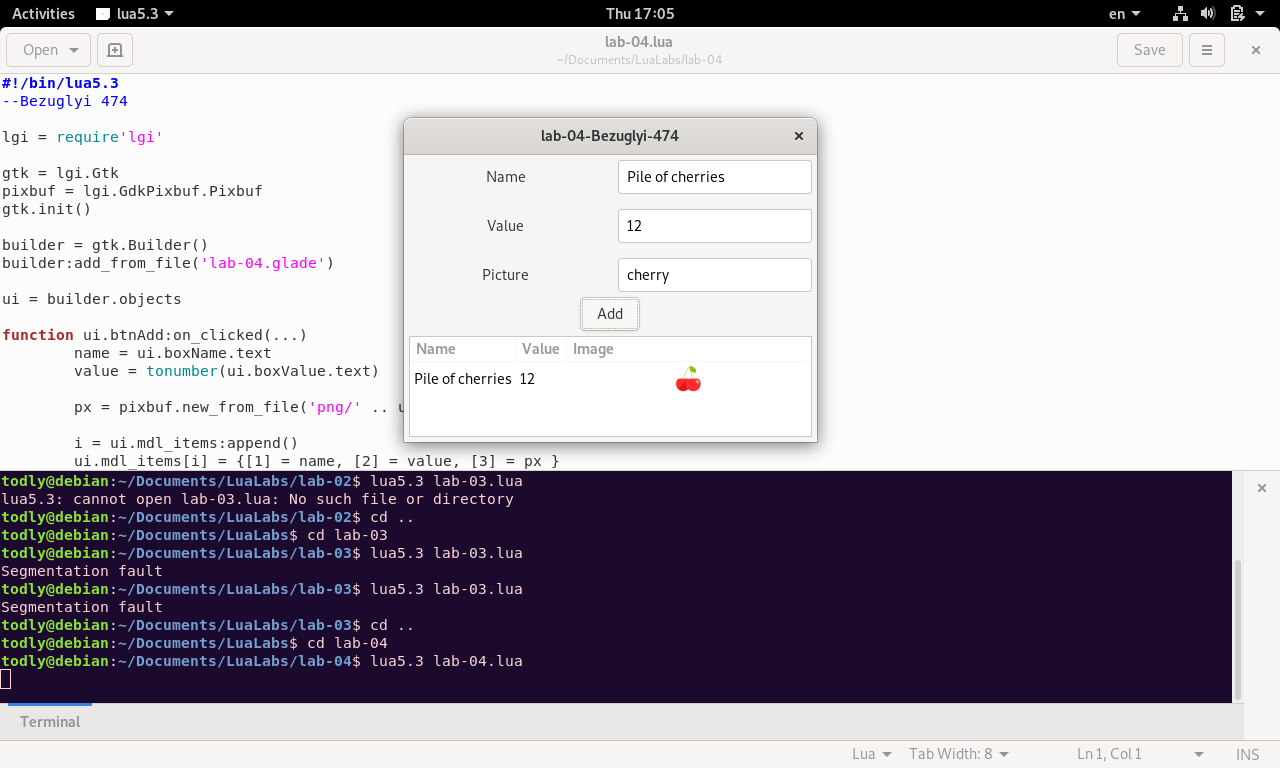 Activities lua5.3 Thu 17:05 en
Open lab-04.lua Save
~/Documents/LuaLabs/lab-04
#!/bin/lua5.3
--Bezuglyi 474
lgi = require'lgi'
gtk = lgi.Gtk
pixbuf = lgi.GdkPixbuf.Pixbuf
gtk.init()
builder = gtk.Builder()
builder:add_from_file('lab-04.glade')
ui = builder.objects
function ui.btnAdd:on_clicked(...)
name = ui.boxName.text
value = tonumber(ui.boxValue.text)
px = pixbuf.new_from_file('png/' .. u
i = ui.mdl_items:append()
ui.mdl_items[i] = {[1] = name, [2] = value, [3] = px }
lab-04-Bezuglyi-474
Name Pile of cherries
Value 12
Picture cherry
Add
Name Value Image
Pile of cherries 12
todly@debian:~/Documents/LuaLabs/lab-02$ lua5.3 lab-03.lua
lua5.3: cannot open lab-03.lua: No such file or directory
todly@debian:~/Documents/LuaLabs/lab-02$ cd ..
todly@debian:~/Documents/LuaLabs$ cd lab-03
todly@debian:~/Documents/LuaLabs/lab-03$ lua5.3 lab-03.lua
Segmentation fault
todly@debian:~/Documents/LuaLabs/lab-03$ lua5.3 lab-03.lua
Segmentation fault
todly@debian:~/Documents/LuaLabs/lab-03$ cd ..
todly@debian:~/Documents/LuaLabs$ cd lab-04
todly@debian:~/Documents/LuaLabs/lab-04$ lua5.3 lab-04.lua
Terminal
Lua Tab Width: 8 Ln 1, Col 1 INS